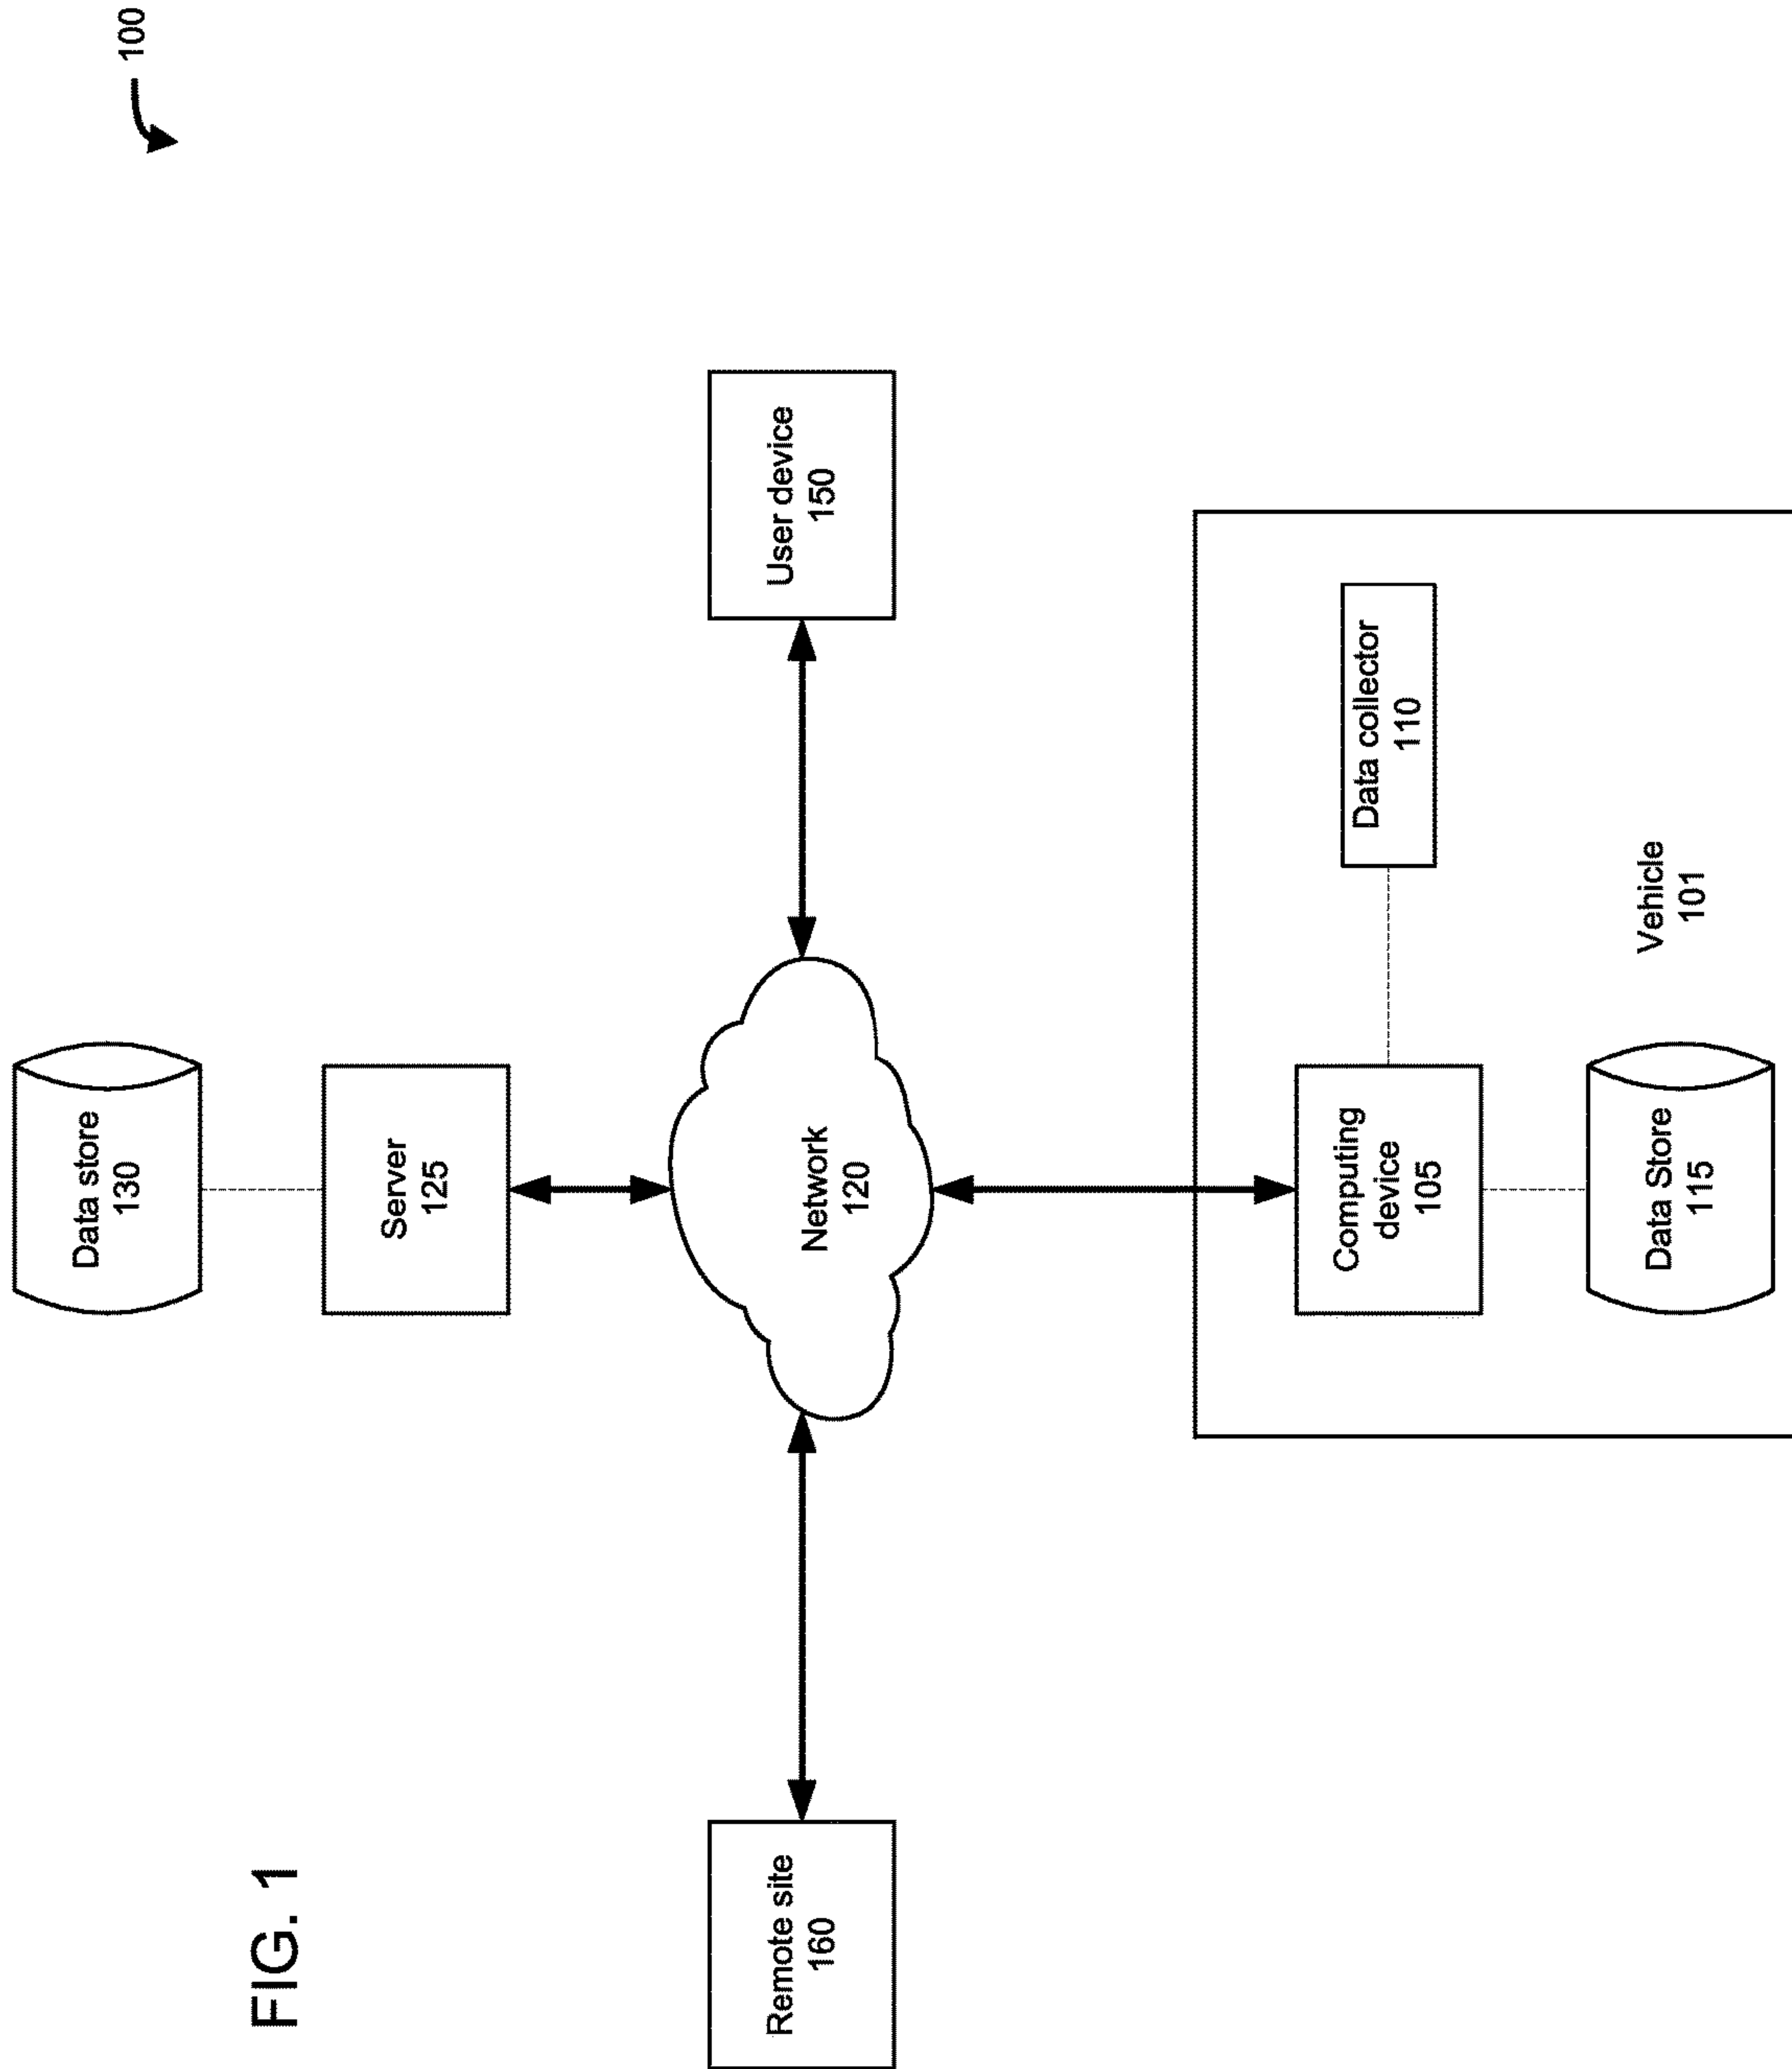 FIG. 1
100
Data store
130
Server
125
Remote site
160
Network
120
User device
150
Computing
device
105
Data collector
110
Data Store
115
Vehicle
101